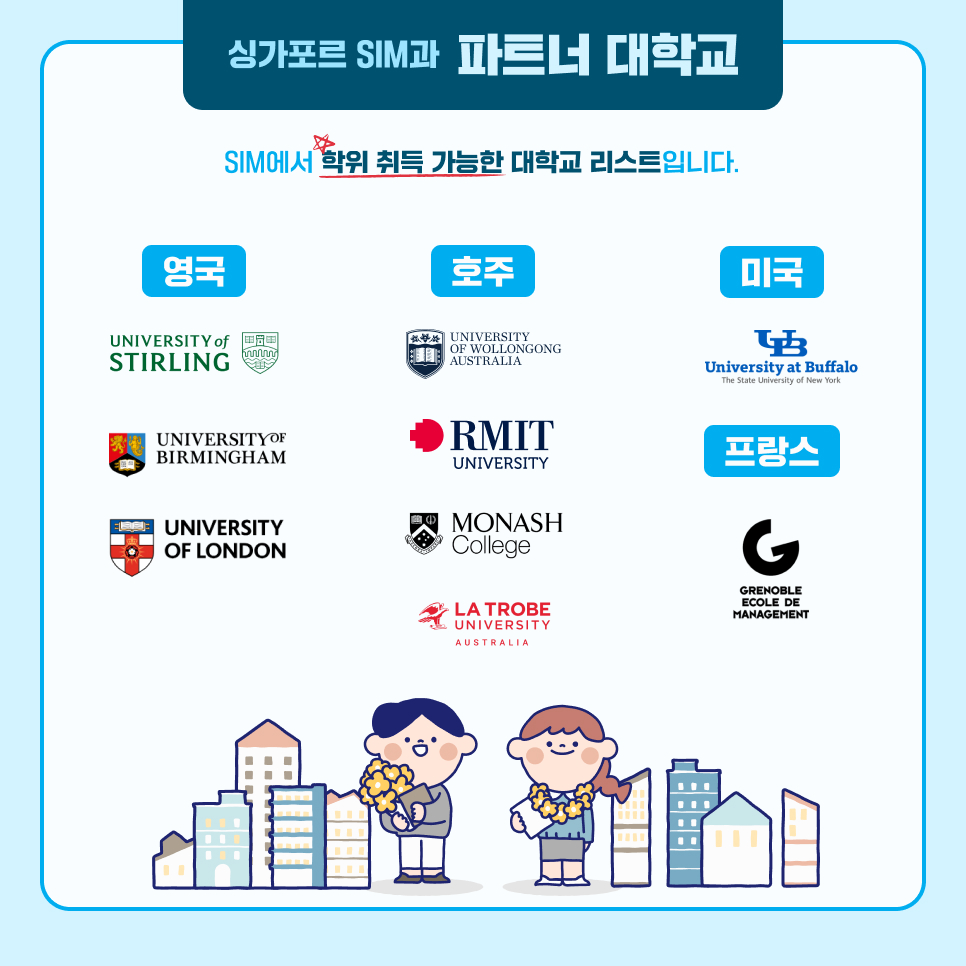 싱가포르 SIM과 파트너 대학교
SIM에서 학위 취득 가능한 대학교 리스트입니다.
영국
UNIVERSITY of
STIRLING
UNIVERSITY OF
BIRMINGHAM
UNIVERSITY
OF LONDON
호주
UNIVERSITY
OF WOLLONGONG
AUSTRALIA
RMIT
UNIVERSITY
MONASH
College
LA TROBE
UNIVERSITY
AUSTRALIA
미국
UB
University at Buffalo
The State University of New York
프랑스
G
GRENOBLE
ECOLE DE
MANAGEMENT